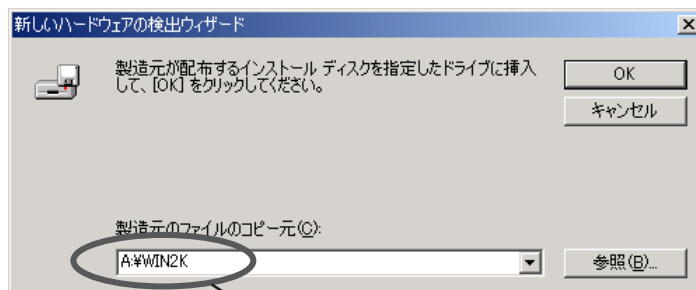 新しいハードウェアの検出ウィザード
製造元が配布するインストール ディスクを指定したドライブに挿入
して、[OK] をクリックしてください。
OK
キャンセル
製造元のファイルのコピー元(C):
A:¥WIN2K
参照(B)...